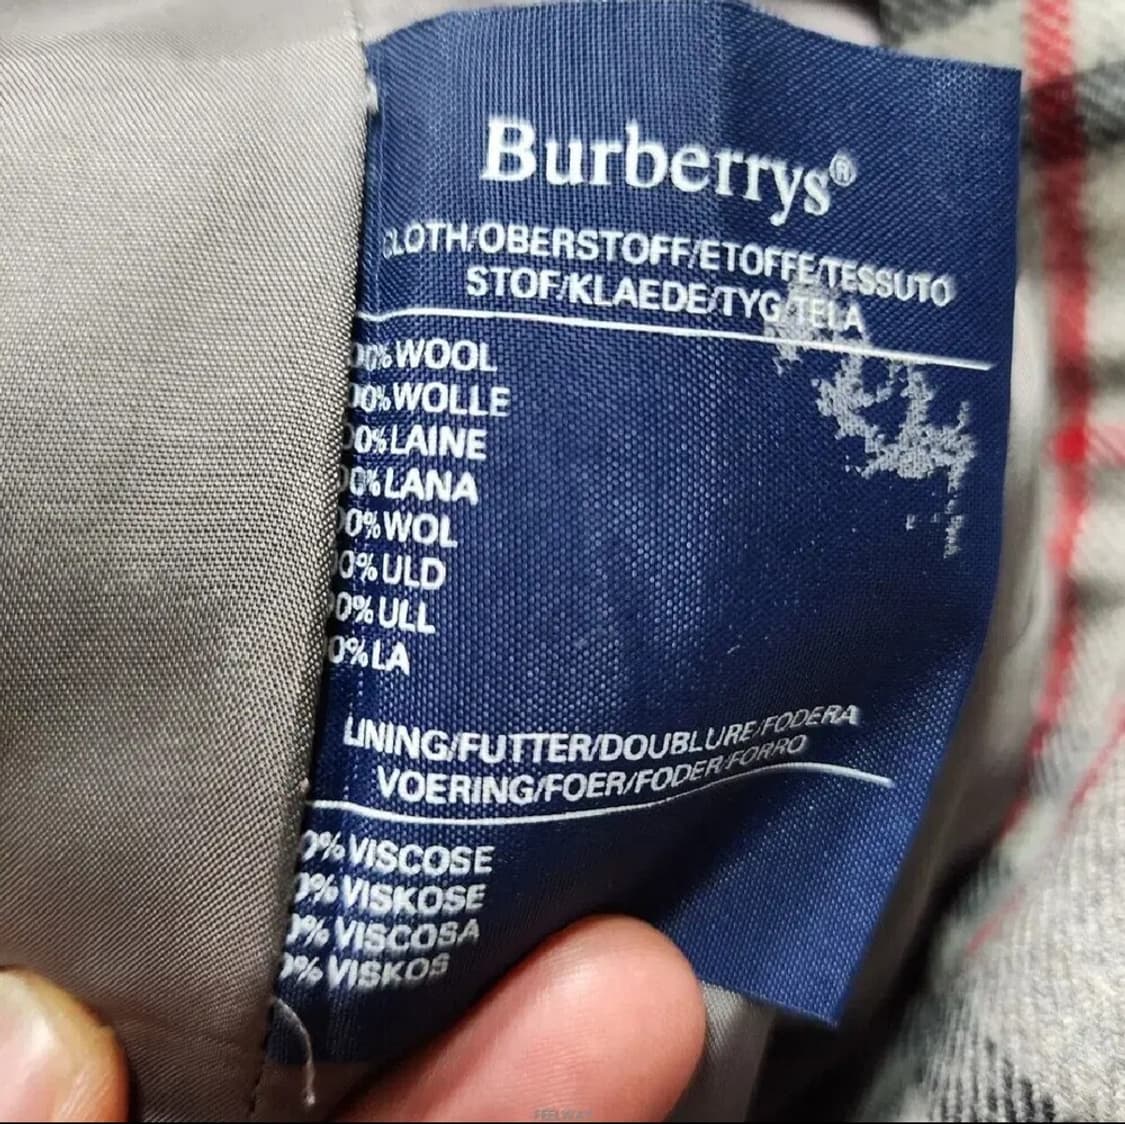 Burberrys®
CLOTH/OBERSTOFF/ETOFFE/TESSUTO
STOF/KLAEDE/TYG/TELA
00% WOOL
00% WOLLE
00% LAINE
00% LANA
00% WOL
0% ULD
0% ULL
0% LA
LINING/FUTTER/DOUBLURE/FODERA
VOERING/FOER/FODER/FORRO
0% VISCOSE
0% VISKOSE
0% VISCOSA
0% VISKOS
FEELWAY